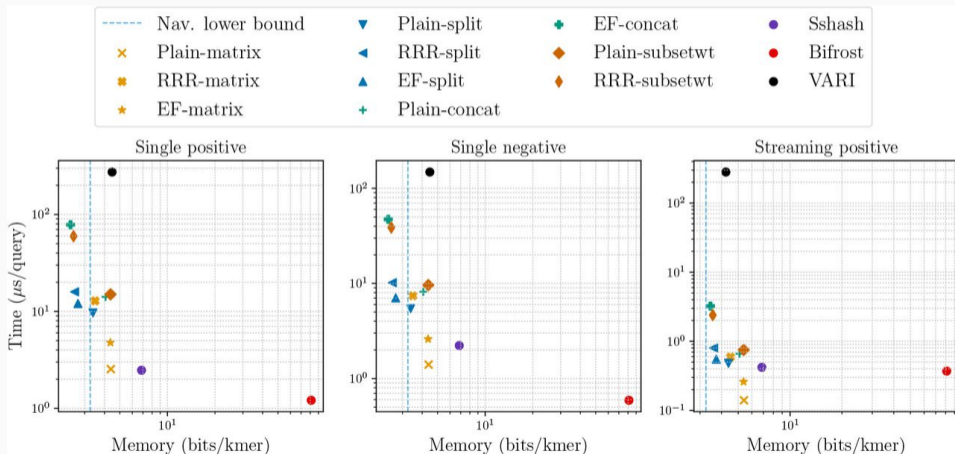 Nav. lower bound
Plain-matrix
RRR-matrix
EF-matrix
Plain-split
RRR-split
EF-split
Plain-concat
EF-concat
Plain-subsetwt
RRR-subsetwt
Sshash
Bifrost
VARI
Single positive
Single negative
Streaming positive
Time (μs/query)
10²
10¹
10⁰
10¹
Memory (bits/kmer)
10²
10¹
10⁰
10¹
Memory (bits/kmer)
10²
10¹
10⁰
10⁻¹
10¹
Memory (bits/kmer)